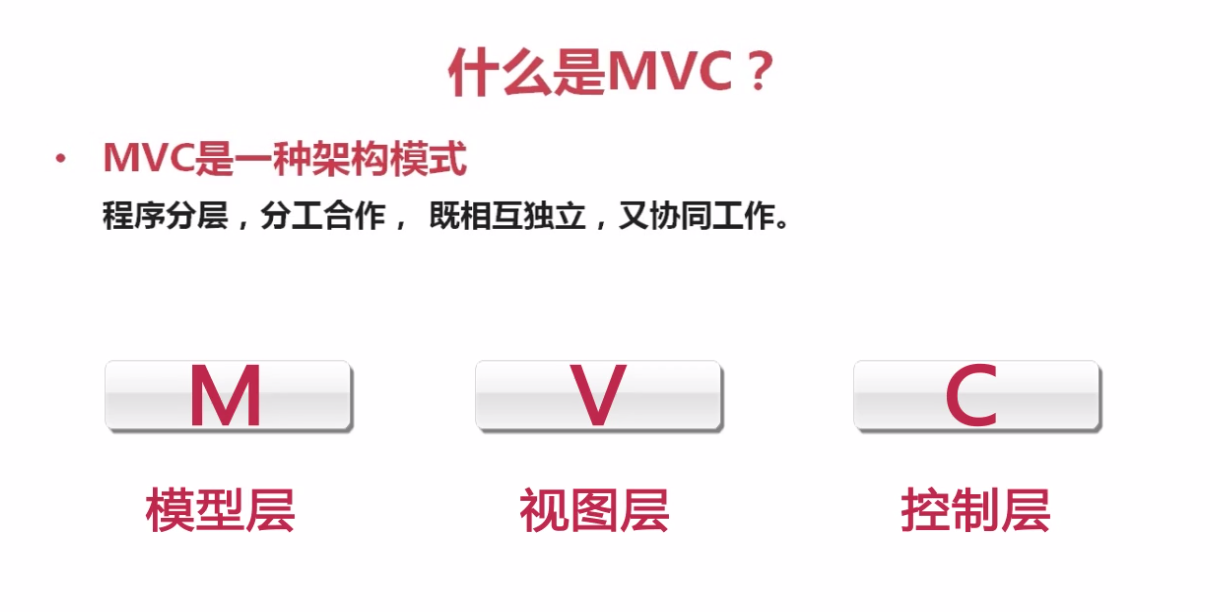 什么是MVC？
• MVC是一种架构模式
程序分层，分工合作， 既相互独立，又协同工作。
M V C
模型层 视图层 控制层